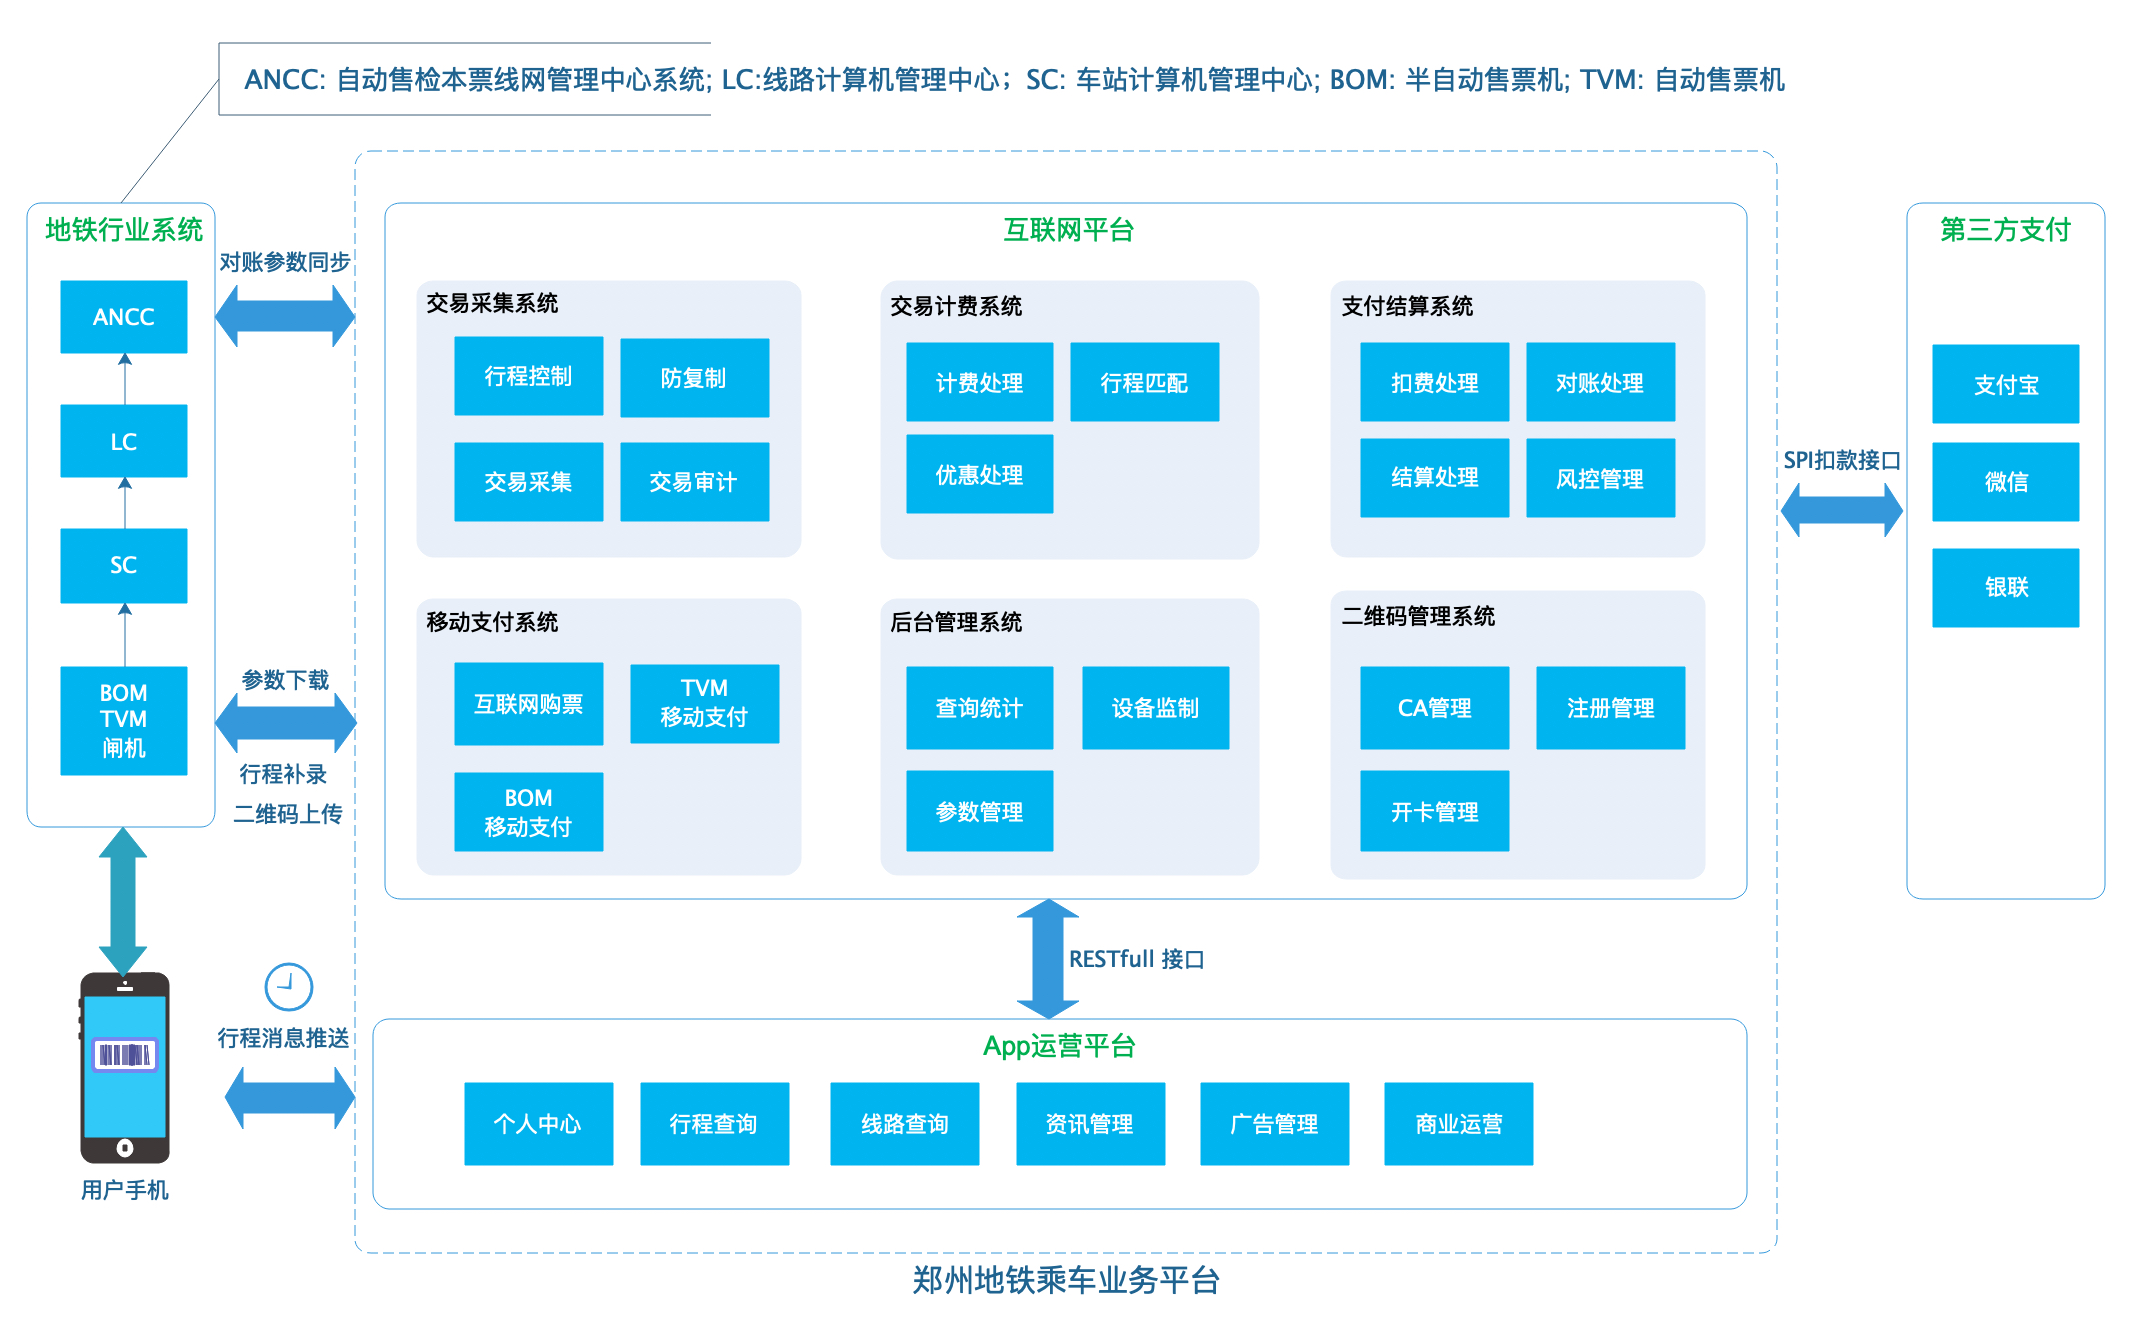 ANCC: 自动售检本票线网管理中心系统; LC:线路计算机管理中心；SC: 车站计算机管理中心; BOM: 半自动售票机; TVM: 自动售票机
地铁行业系统
ANCC
LC
SC
BOM
TVM
闸机
对账参数同步
参数下载
行程补录
二维码上传
互联网平台
交易采集系统
行程控制
防复制
交易采集
交易审计
交易计费系统
计费处理
行程匹配
优惠处理
支付结算系统
扣费处理
对账处理
结算处理
风控管理
移动支付系统
互联网购票
TVM
移动支付
BOM
移动支付
后台管理系统
查询统计
设备监制
参数管理
二维码管理系统
CA管理
注册管理
开卡管理
SPI扣款接口
第三方支付
支付宝
微信
银联
RESTfull 接口
行程消息推送
用户手机
App运营平台
个人中心
行程查询
线路查询
资讯管理
广告管理
商业运营
郑州地铁乘车业务平台